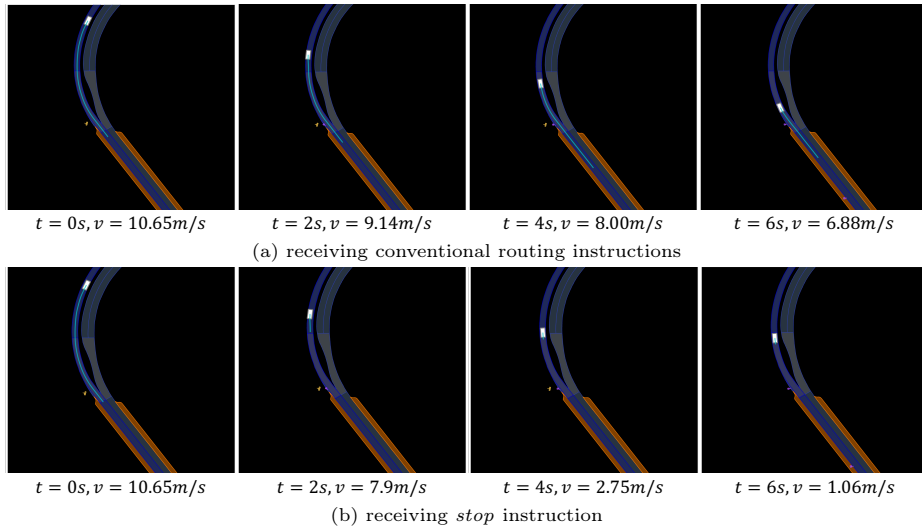 t = 0s, v = 10.65m/s t = 2s, v = 9.14m/s t = 4s, v = 8.00m/s t = 6s, v = 6.88m/s
(a) receiving conventional routing instructions
t = 0s, v = 10.65m/s t = 2s, v = 7.9m/s t = 4s, v = 2.75m/s t = 6s, v = 1.06m/s
(b) receiving stop instruction